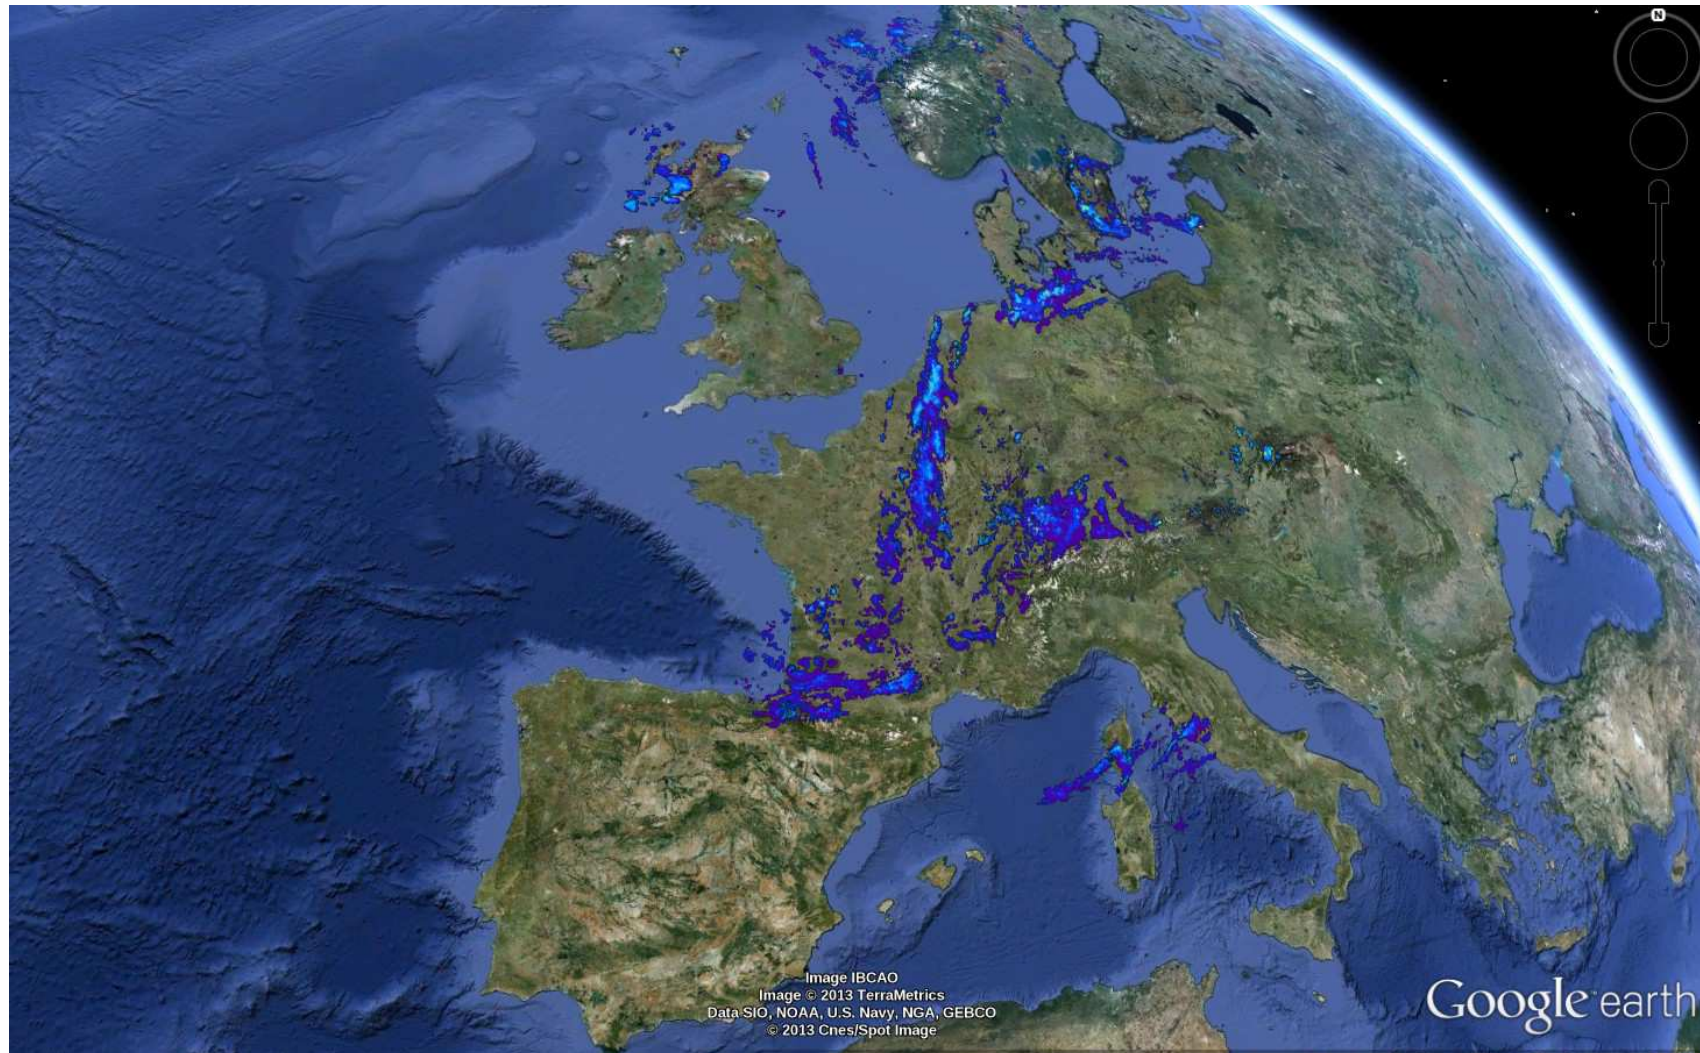 N
Image IBCAO
Image © 2013 TerraMetrics
Data SIO, NOAA, U.S. Navy, NGA, GEBCO
© 2013 Cnes/Spot Image
Google earth